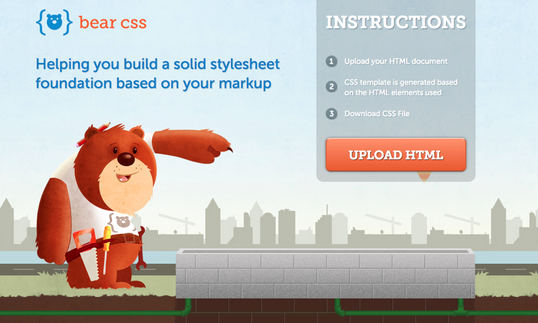 bear css
Helping you build a solid stylesheet
foundation based on your markup
INSTRUCTIONS
1 Upload your HTML document
2 CSS template is generated based
on the HTML elements used
3 Download CSS File
UPLOAD HTML